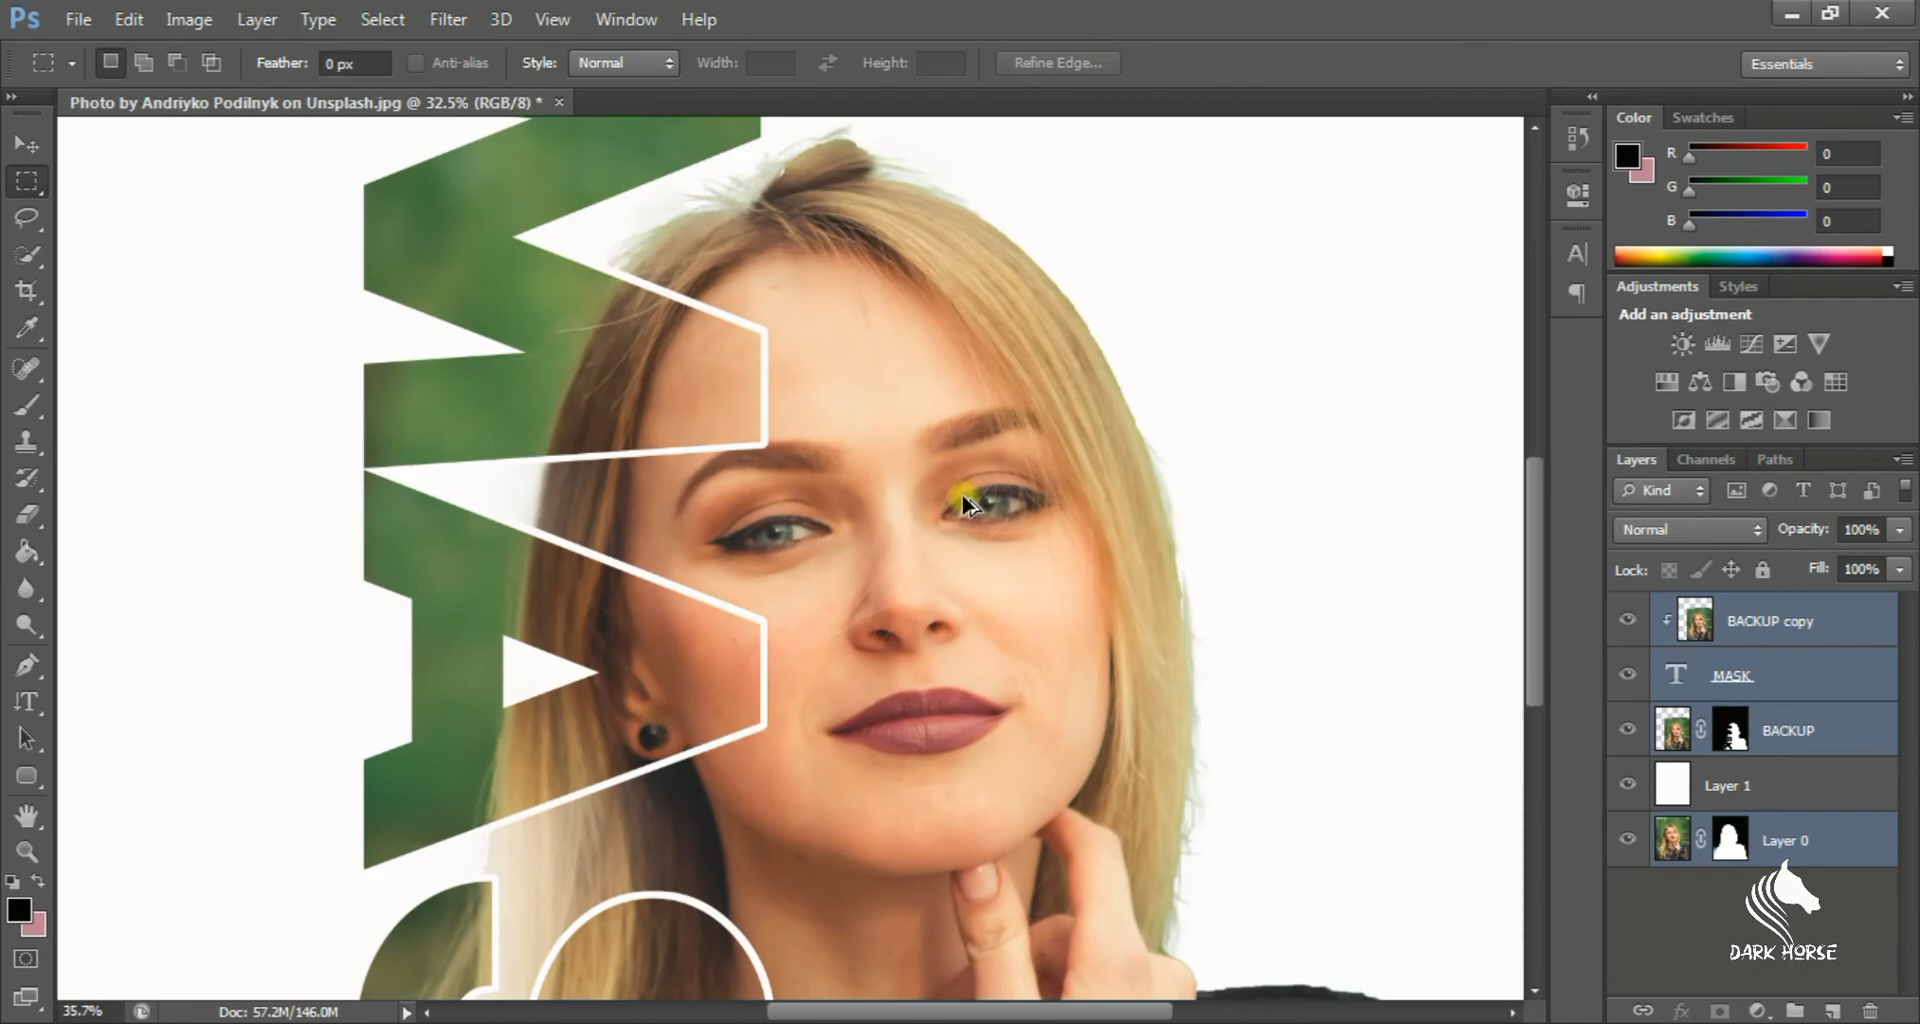 Ps File Edit Image Layer Type Select Filter 3D View Window Help
Feather: 0 px Anti-alias Style: Normal Width: Height: Refine Edge... Essentials
Photo by Andriyko Podilnyk on Unsplash.jpg @ 32.5% (RGB/8) *
Color Swatches
R 0
G 0
B 0
Adjustments Styles
Add an adjustment
Layers Channels Paths
Kind
Normal Opacity: 100%
Lock: Fill: 100%
BACKUP copy
MASK
BACKUP
Layer 1
Layer 0
DARK HORSE
35.7% Doc: 57.2M/146.0M